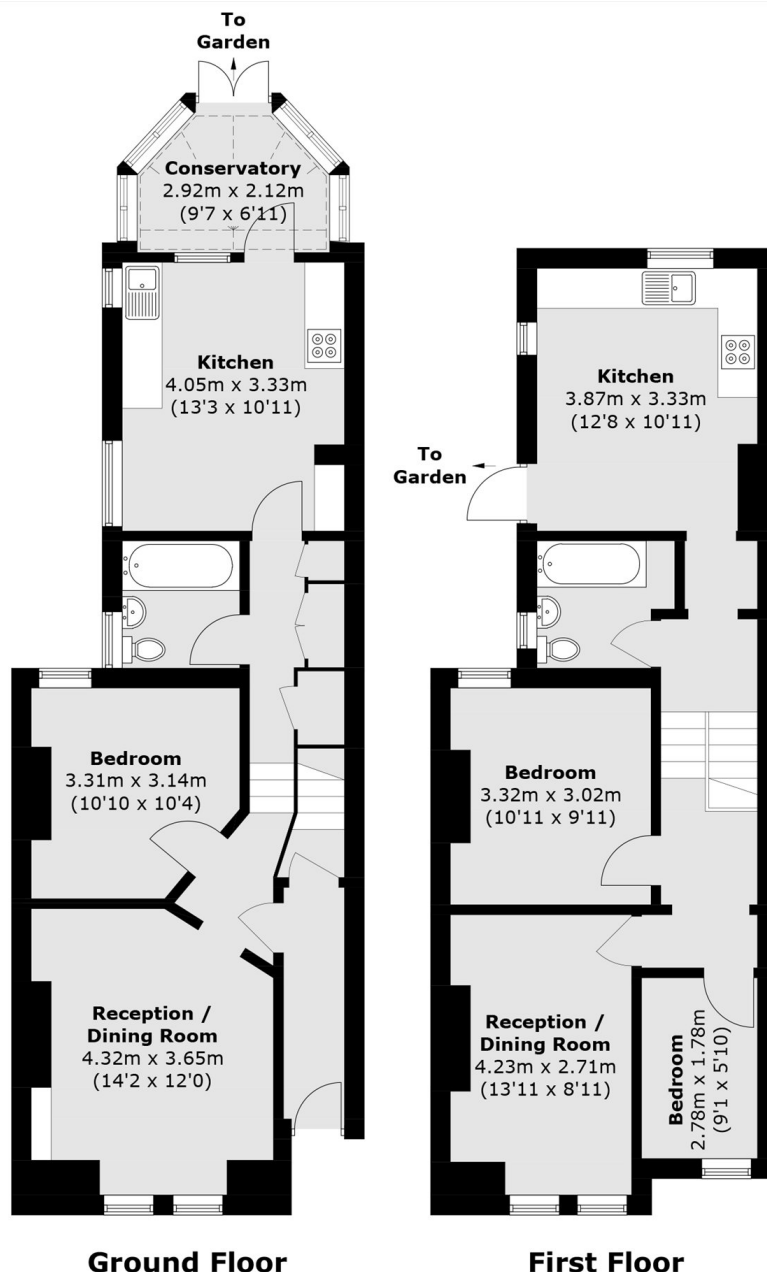 To
Garden
Conservatory
2.92m x 2.12m
(9'7 x 6'11)
Kitchen
4.05m x 3.33m
(13'3 x 10'11)
Bedroom
3.31m x 3.14m
(10'10 x 10'4)
Reception /
Dining Room
4.32m x 3.65m
(14'2 x 12'0)
Ground Floor
Kitchen
3.87m x 3.33m
(12'8 x 10'11)
To
Garden
Bedroom
3.32m x 3.02m
(10'11 x 9'11)
Reception /
Dining Room
4.23m x 2.71m
(13'11 x 8'11)
Bedroom
2.78m x 1.78m
(9'1 x 5'10)
First Floor